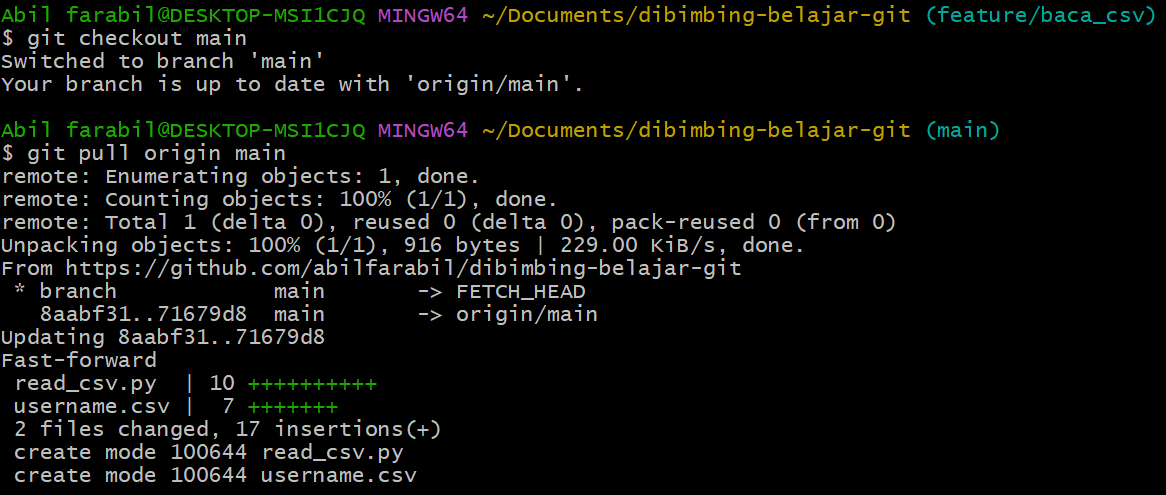 Abil farabil@DESKTOP-MSI1CJQ MINGW64 ~/Documents/dibimbing-belajar-git (feature/baca_csv)
$ git checkout main
Switched to branch 'main'
Your branch is up to date with 'origin/main'.

Abil farabil@DESKTOP-MSI1CJQ MINGW64 ~/Documents/dibimbing-belajar-git (main)
$ git pull origin main
remote: Enumerating objects: 1, done.
remote: Counting objects: 100% (1/1), done.
remote: Total 1 (delta 0), reused 0 (delta 0), pack-reused 0 (from 0)
Unpacking objects: 100% (1/1), 916 bytes | 229.00 KiB/s, done.
From https://github.com/abilfarabil/dibimbing-belajar-git
 * branch            main       -> FETCH_HEAD
   8aabf31..71679d8  main       -> origin/main
Updating 8aabf31..71679d8
Fast-forward
 read_csv.py  | 10 ++++++++++
 username.csv |  7 +++++++
 2 files changed, 17 insertions(+)
 create mode 100644 read_csv.py
 create mode 100644 username.csv